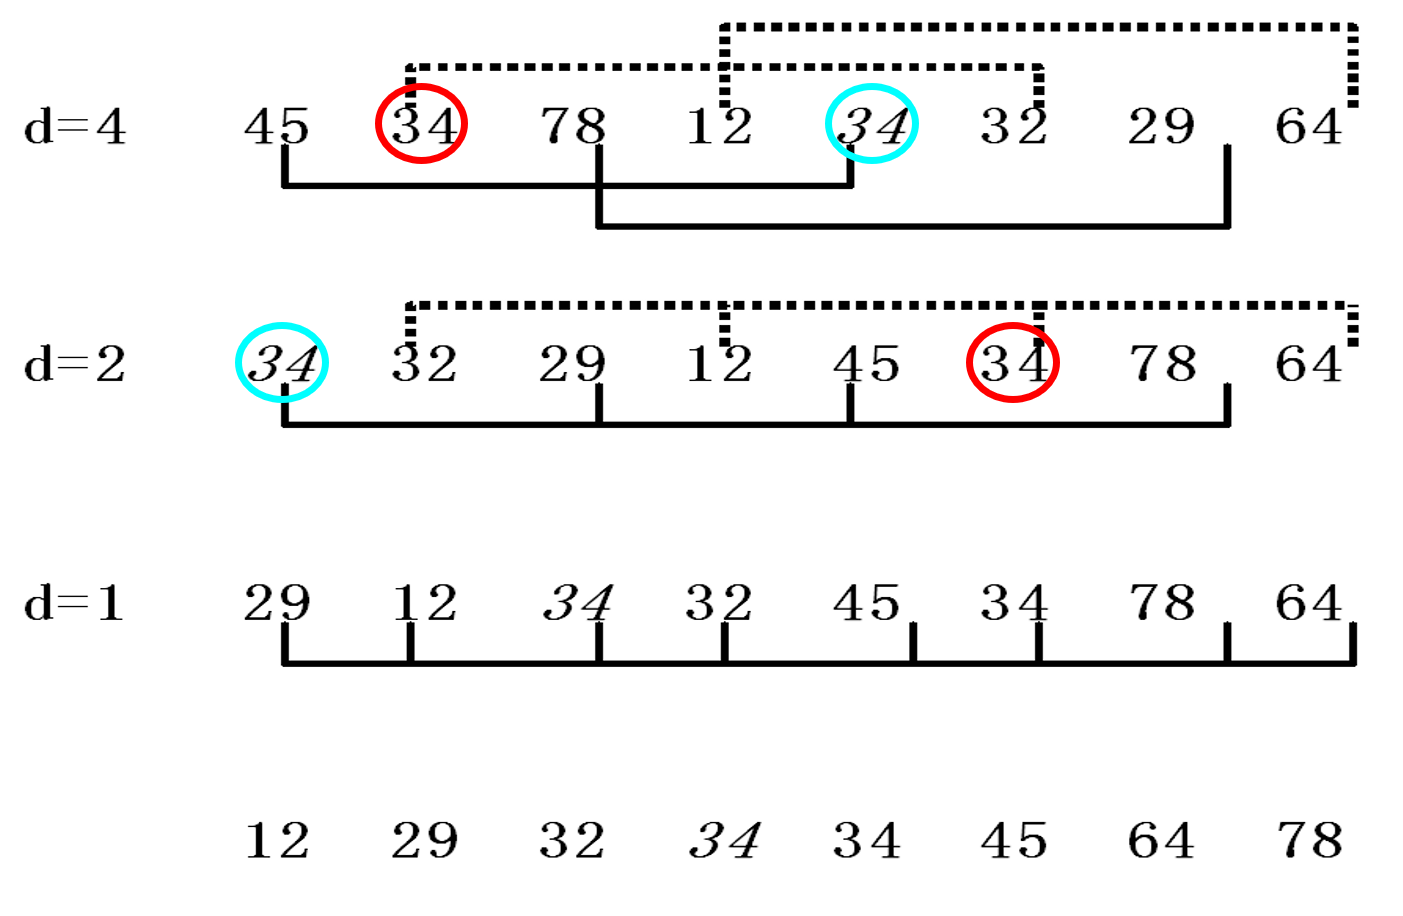 d=4 45 34 78 12 34 32 29 64
d=2 34 32 29 12 45 34 78 64
d=1 29 12 34 32 45 34 78 64
12 29 32 34 34 45 64 78